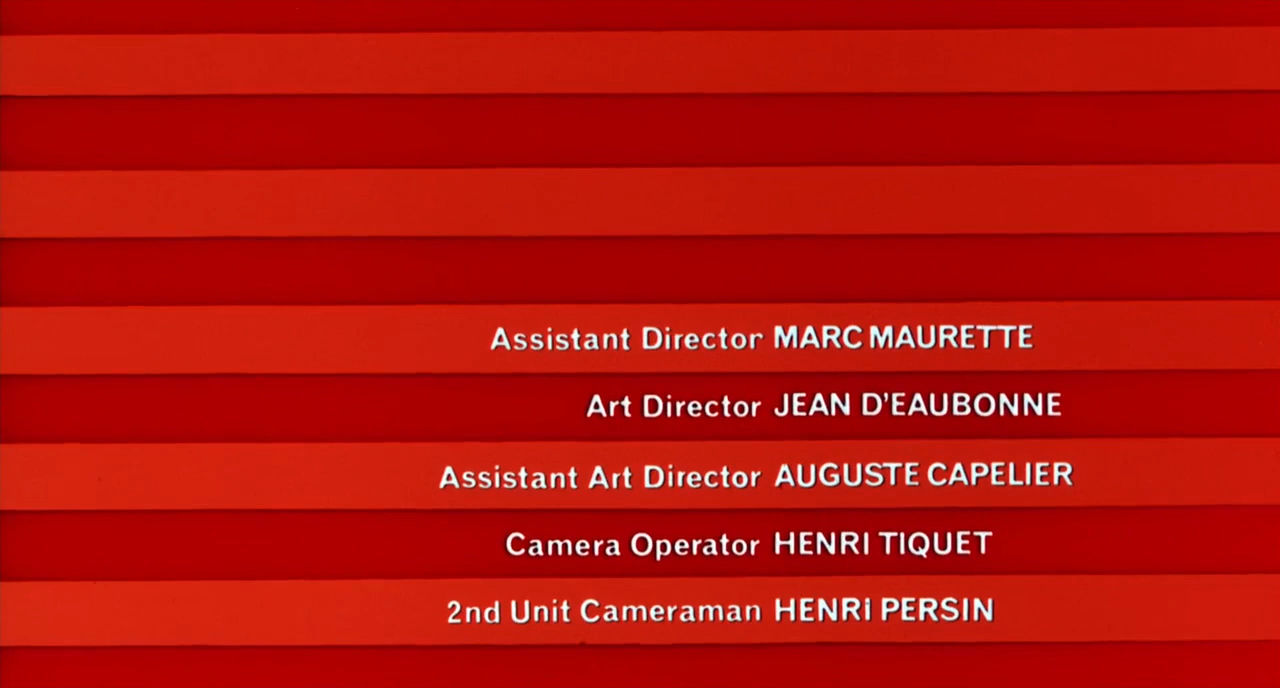 Assistant Director MARC MAURETTE
Art Director JEAN D'EAUBONNE
Assistant Art Director AUGUSTE CAPELIER
Camera Operator HENRI TIQUET
2nd Unit Cameraman HENRI PERSIN